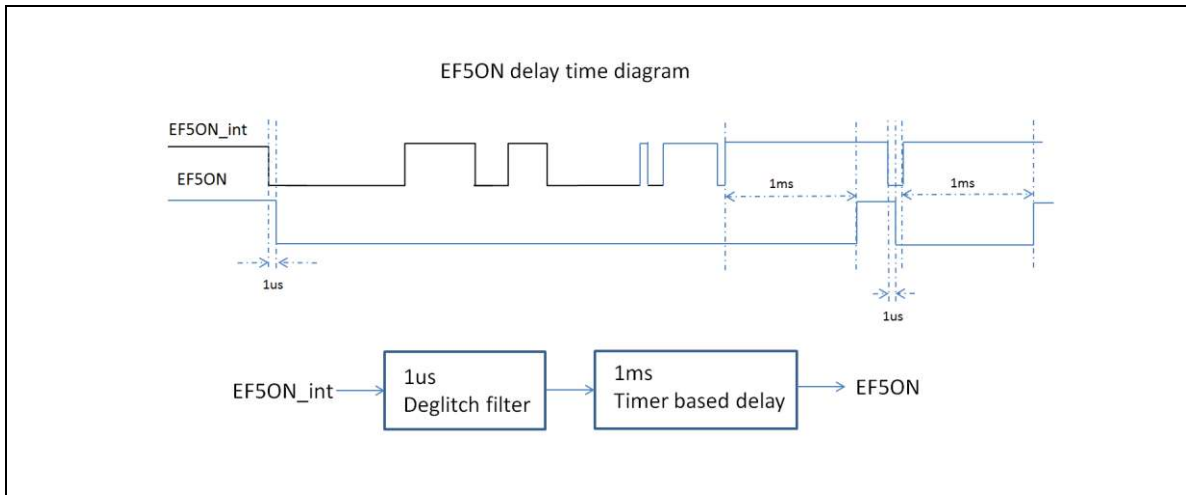 EF5ON delay time diagram
EF5ON_int
EF5ON
1ms
1ms
1us
1us
EF5ON_int
1us
Deglitch filter
1ms
Timer based delay
EF5ON